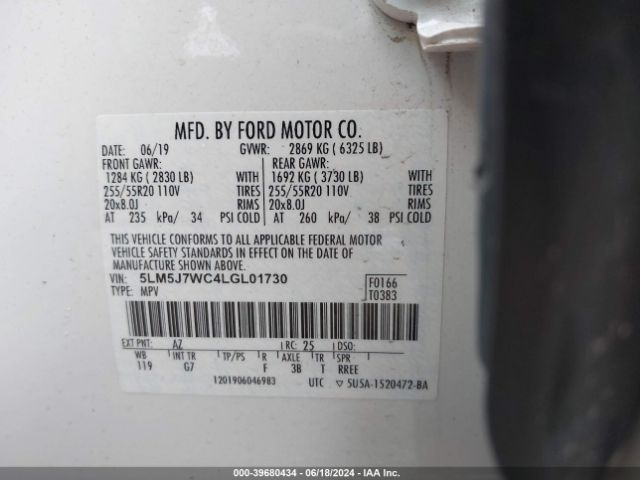 MFD. BY FORD MOTOR CO.
DATE: 06/19 GVWR: 2869 KG ( 6325 LB)
FRONT GAWR: REAR GAWR:
1284 KG ( 2830 LB) WITH 1692 KG ( 3730 LB) WITH
255/55R20 110V TIRES 255/55R20 110V TIRES
20x8.0J RIMS 20x8.0J RIMS
AT 235 kPa/ 34 PSI COLD AT 260 kPa/ 38 PSI COLD
THIS VEHICLE CONFORMS TO ALL APPLICABLE FEDERAL MOTOR
VEHICLE SAFETY STANDARDS IN EFFECT ON THE DATE OF
MANUFACTURE SHOWN ABOVE.
VIN: 5LM5J7WC4LGL01730 F0166
TYPE: MPV T0383
EXT PNT: AZ RC: 25 DSO:
WB INT TR TP/PS R AXLE TR SPR
119 G7 F 3B T RREE
1201906046983 UTC ▽ 5USA-1520472-BA
000-39680434 / 06/18/2024 - IAA Inc.